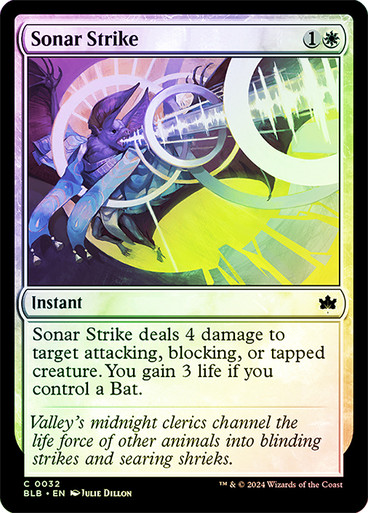 Sonar Strike 1
Instant
Sonar Strike deals 4 damage to
target attacking, blocking, or tapped
creature. You gain 3 life if you
control a Bat.
Valley's midnight clerics channel the
life force of other animals into blinding
strikes and searing shrieks.
C 0032
BLB • EN Julie Dillon
™ & © 2024 Wizards of the Coast